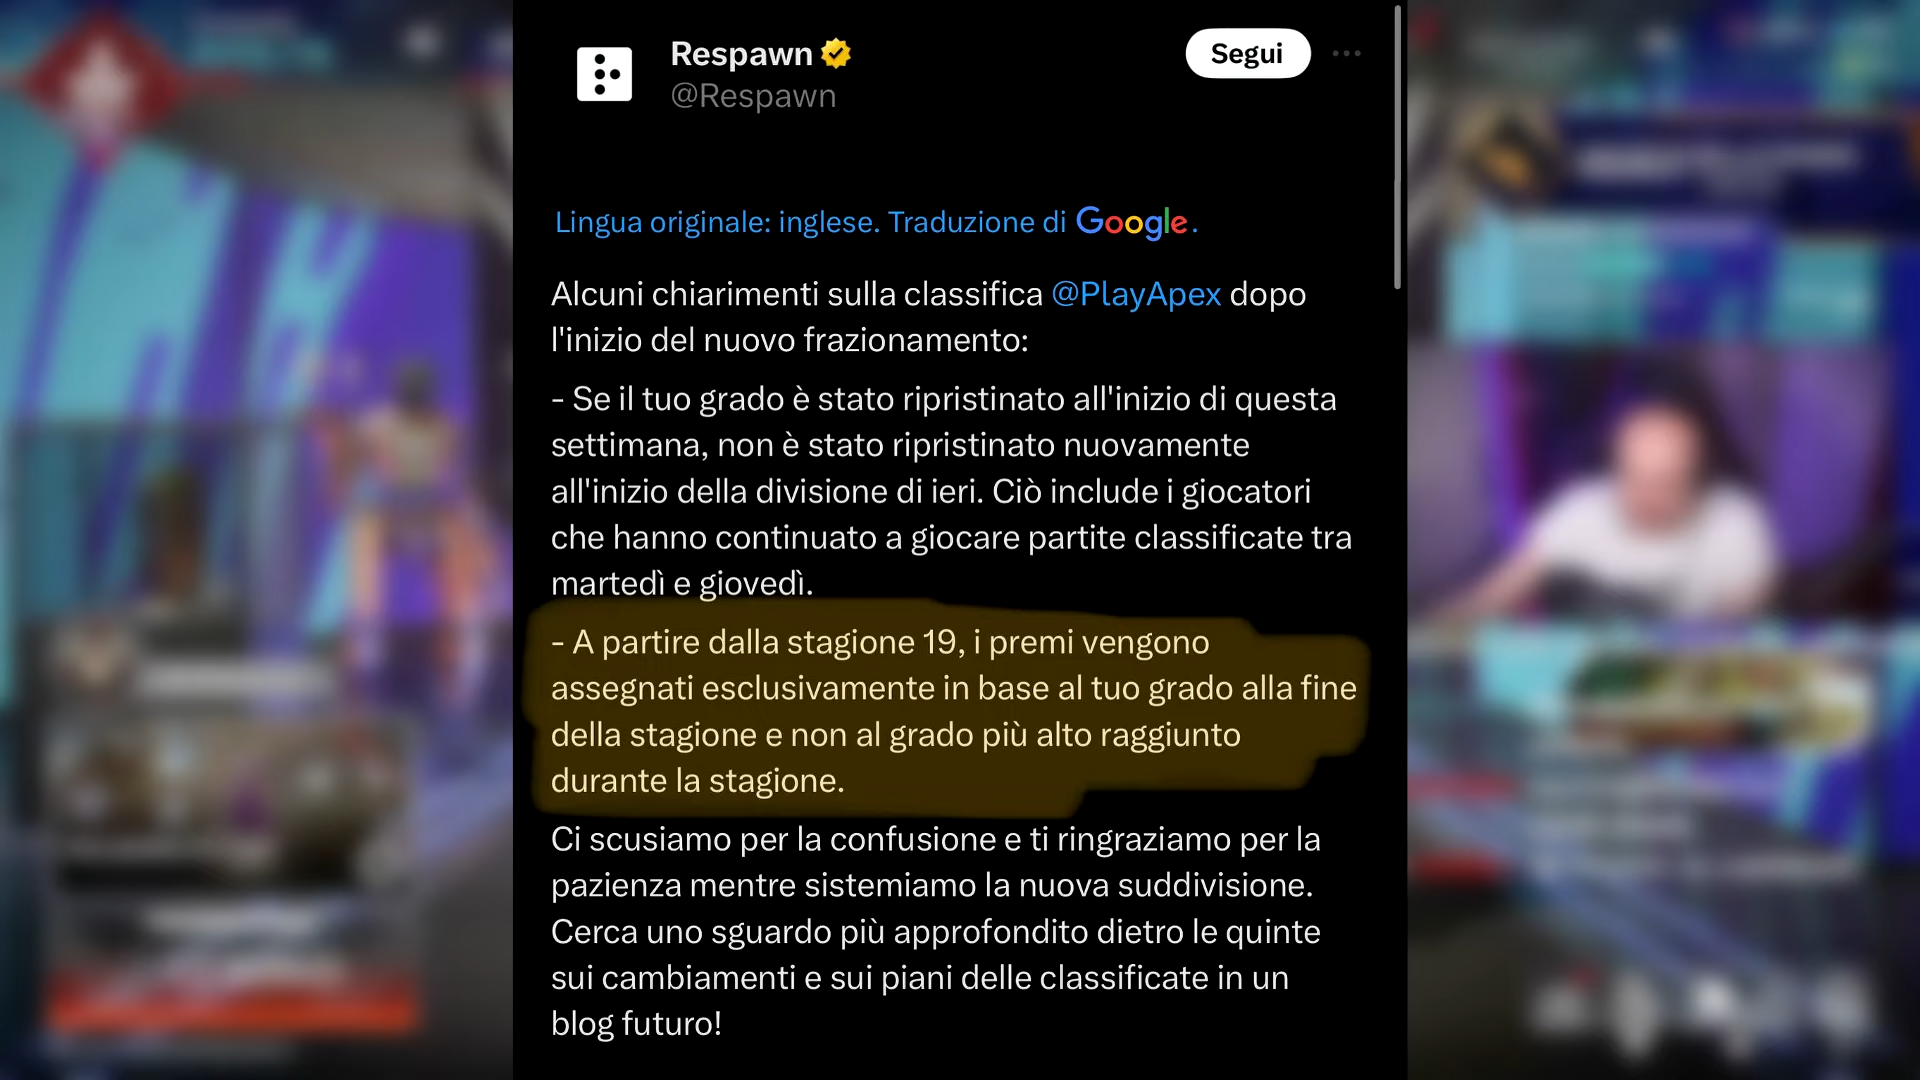 Respawn
@Respawn
Segui
Lingua originale: inglese. Traduzione di Google.
Alcuni chiarimenti sulla classifica @PlayApex dopo
l'inizio del nuovo frazionamento:
- Se il tuo grado è stato ripristinato all'inizio di questa
settimana, non è stato ripristinato nuovamente
all'inizio della divisione di ieri. Ciò include i giocatori
che hanno continuato a giocare partite classificate tra
martedì e giovedì.
- A partire dalla stagione 19, i premi vengono
assegnati esclusivamente in base al tuo grado alla fine
della stagione e non al grado più alto raggiunto
durante la stagione.
Ci scusiamo per la confusione e ti ringraziamo per la
pazienza mentre sistemiamo la nuova suddivisione.
Cerca uno sguardo più approfondito dietro le quinte
sui cambiamenti e sui piani delle classificate in un
blog futuro!